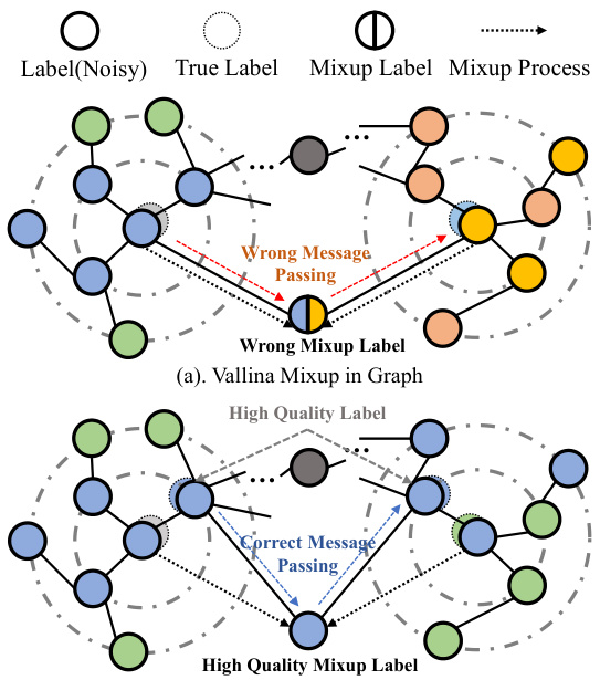 Label(Noisy) True Label Mixup Label Mixup Process
...
...
Wrong Message
Passing
Wrong Mixup Label
(a). Vallina Mixup in Graph
High Quality Label
...
...
Correct Message
Passing
High Quality Mixup Label